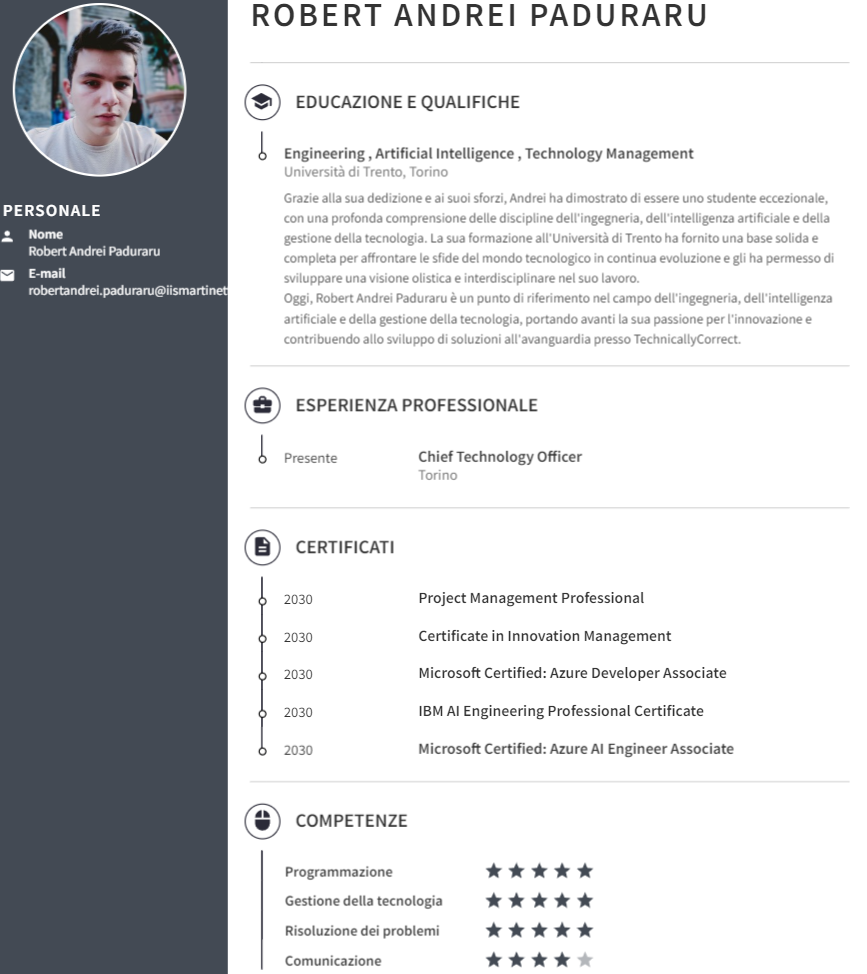 ROBERT ANDREI PADURARU
PERSONALE
Nome
Robert Andrei Paduraru
E-mail
robertandrei.paduraru@iismartinet
EDUCAZIONE E QUALIFICHE
Engineering , Artificial Intelligence , Technology Management
Università di Trento, Torino
Grazie alla sua dedizione e ai suoi sforzi, Andrei ha dimostrato di essere uno studente eccezionale,
con una profonda comprensione delle discipline dell'ingegneria, dell'intelligenza artificiale e della
gestione della tecnologia. La sua formazione all'Università di Trento ha fornito una base solida e
completa per affrontare le sfide del mondo tecnologico in continua evoluzione e gli ha permesso di
sviluppare una visione olistica e interdisciplinare nel suo lavoro.
Oggi, Robert Andrei Paduraru è un punto di riferimento nel campo dell'ingegneria, dell'intelligenza
artificiale e della gestione della tecnologia, portando avanti la sua passione per l'innovazione e
contribuendo allo sviluppo di soluzioni all'avanguardia presso TechnicallyCorrect.
ESPERIENZA PROFESSIONALE
Presente Chief Technology Officer
Torino
CERTIFICATI
2030 Project Management Professional
2030 Certificate in Innovation Management
2030 Microsoft Certified: Azure Developer Associate
2030 IBM AI Engineering Professional Certificate
2030 Microsoft Certified: Azure AI Engineer Associate
COMPETENZE
Programmazione
Gestione della tecnologia
Risoluzione dei problemi
Comunicazione